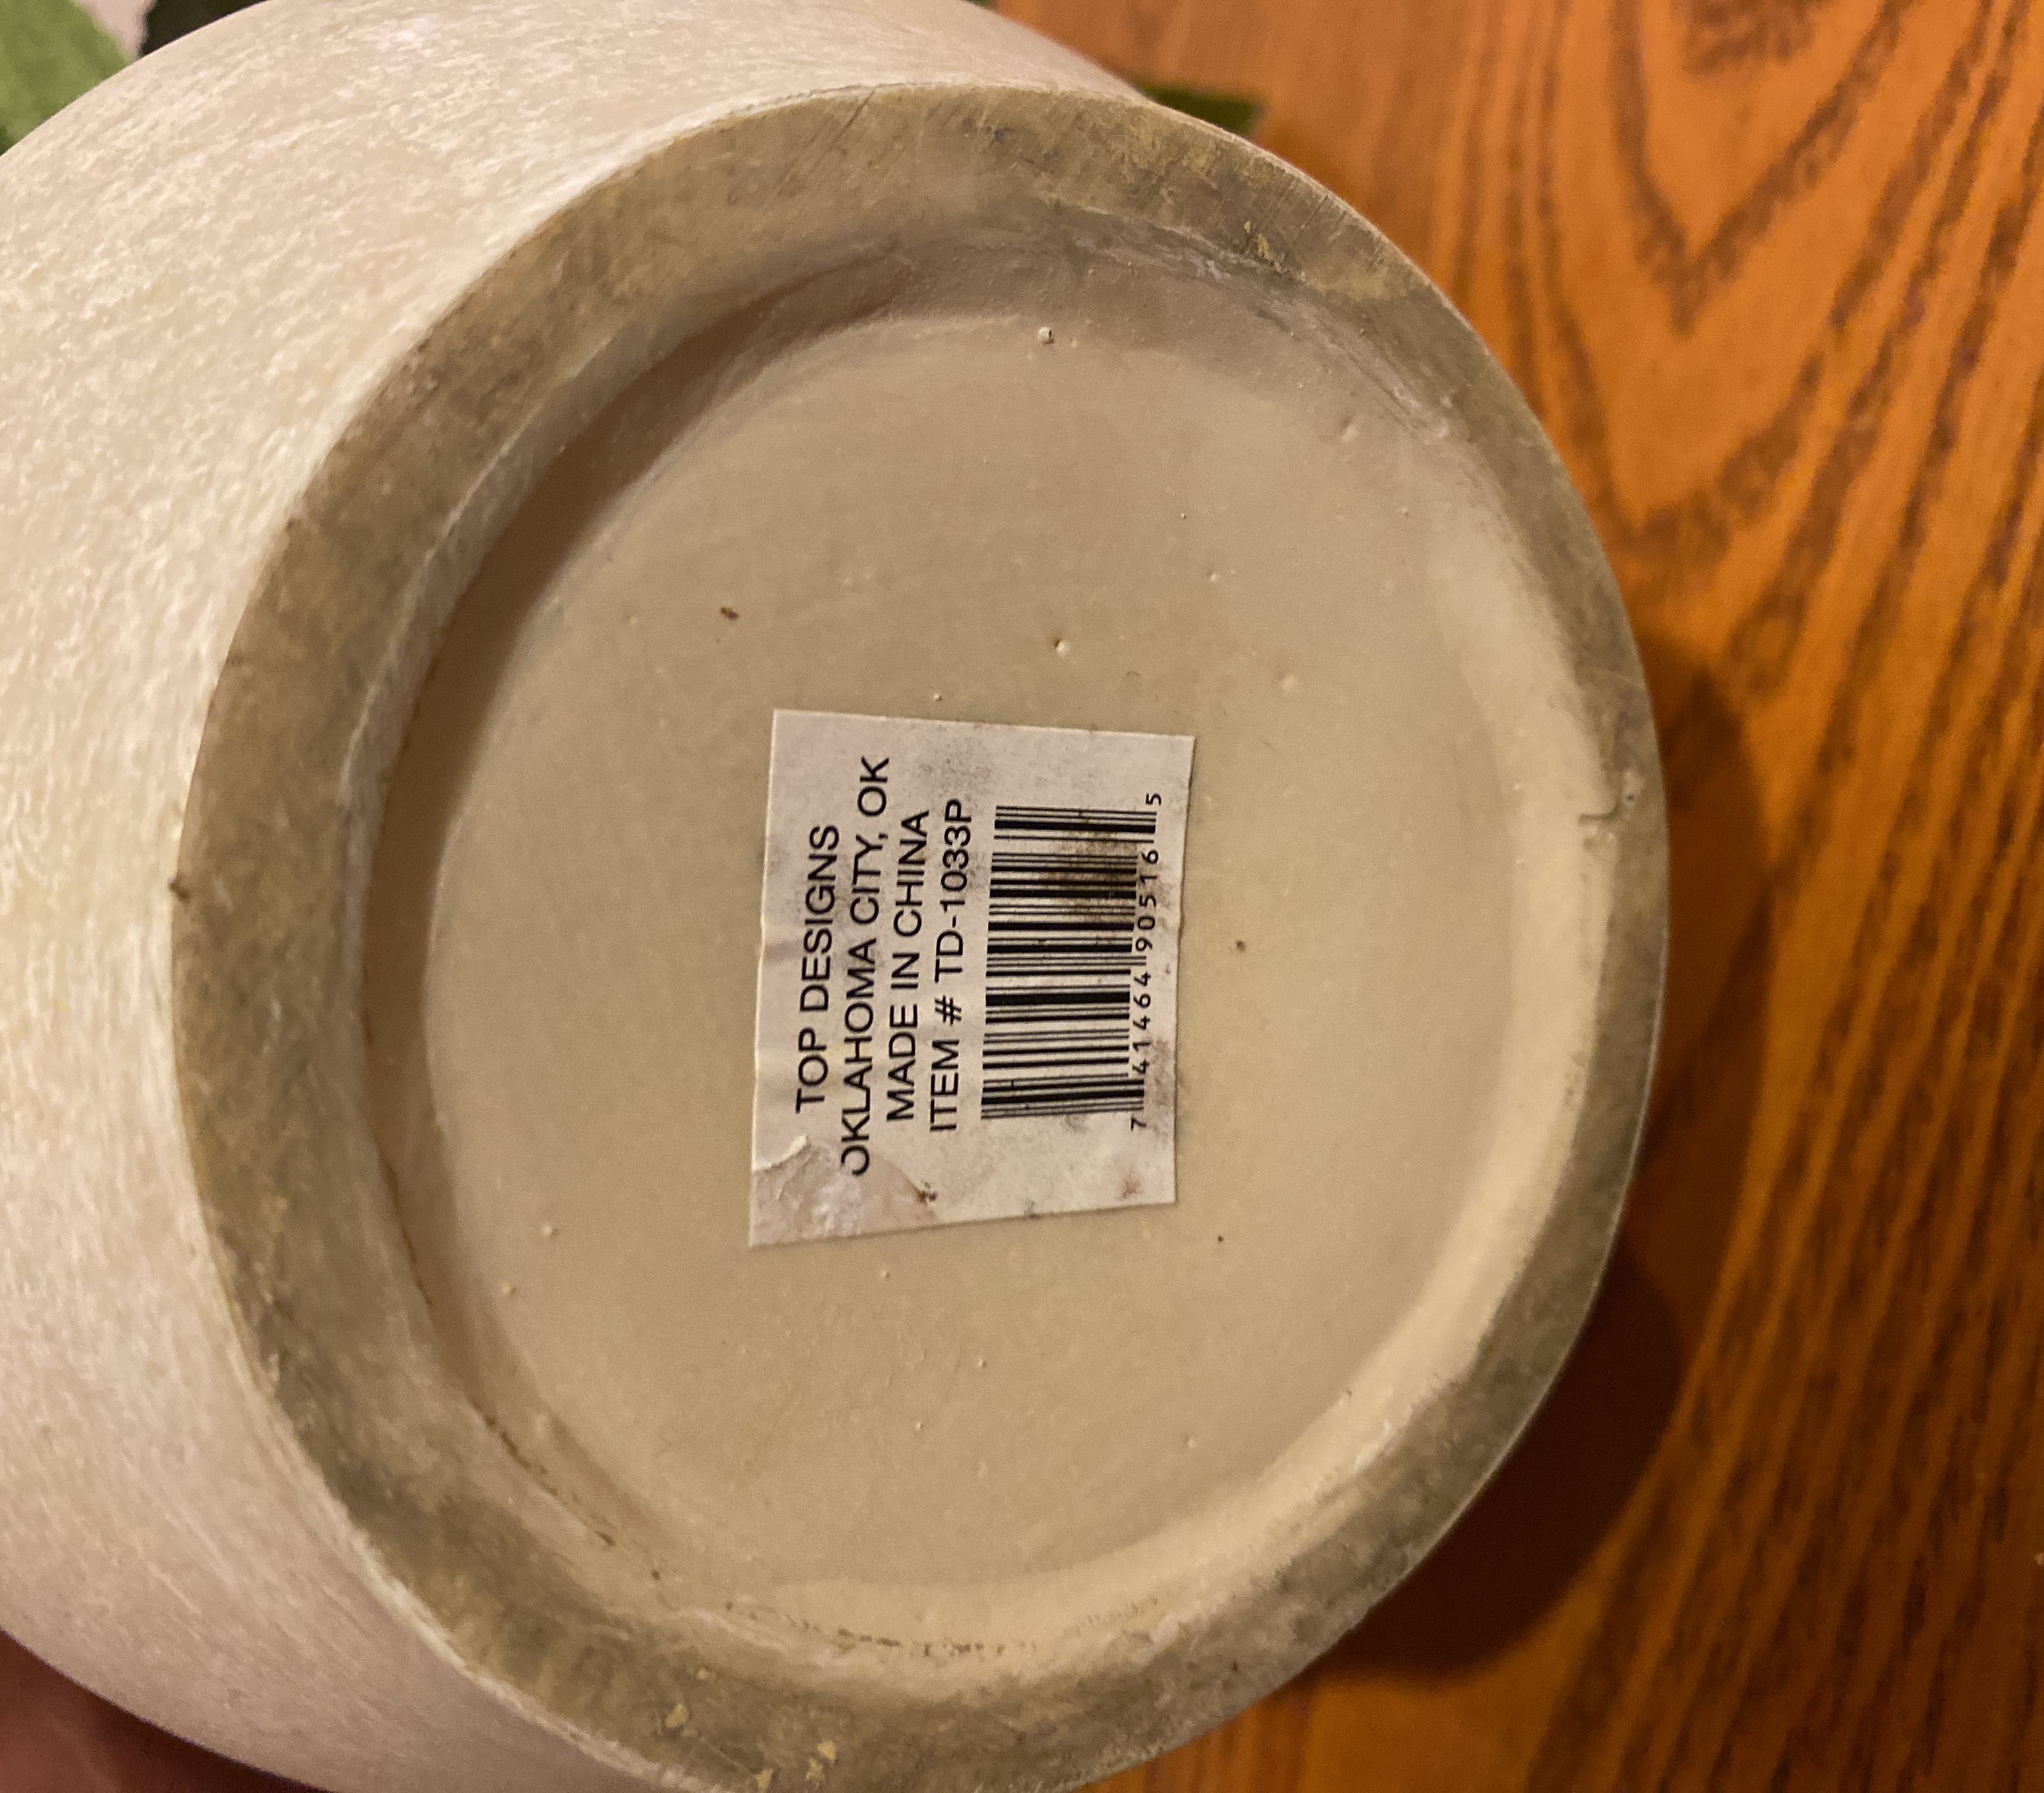 TOP DESIGNS
OKLAHOMA CITY, OK
MADE IN CHINA
ITEM # TD-1033P
7 41464 90516 5